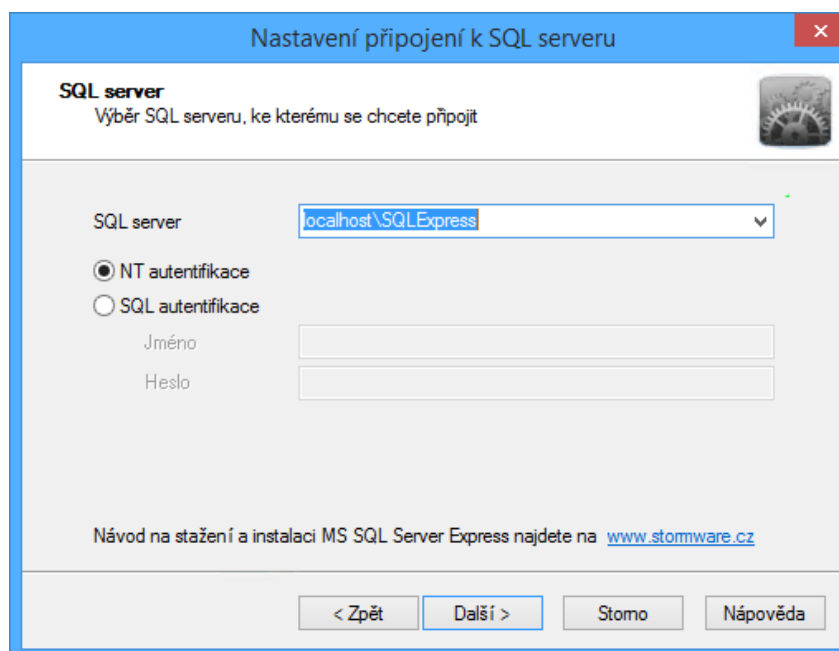 Nastavení připojení k SQL serveru
SQL server
Výběr SQL serveru, ke kterému se chcete připojit
SQL server
localhost\SQLExpress
NT autentifikace
SQL autentifikace
Jméno
Heslo
Návod na stažení a instalaci MS SQL Server Express najdete na www.stormware.cz
< Zpět Další > Storno Nápověda